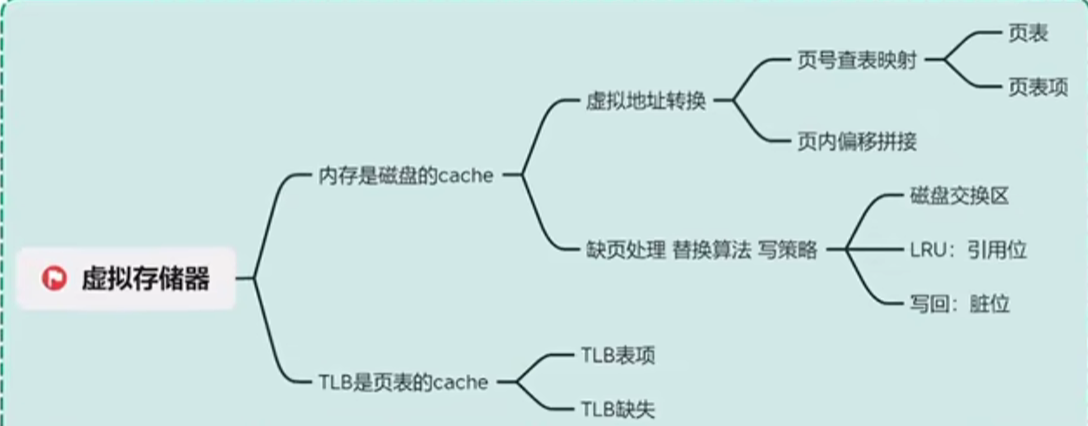 虚拟存储器
内存是磁盘的cache
虚拟地址转换
页号查表映射
页表
页表项
页内偏移拼接
缺页处理 替换算法 写策略
磁盘交换区
LRU：引用位
写回：脏位
TLB是页表的cache
TLB表项
TLB缺失